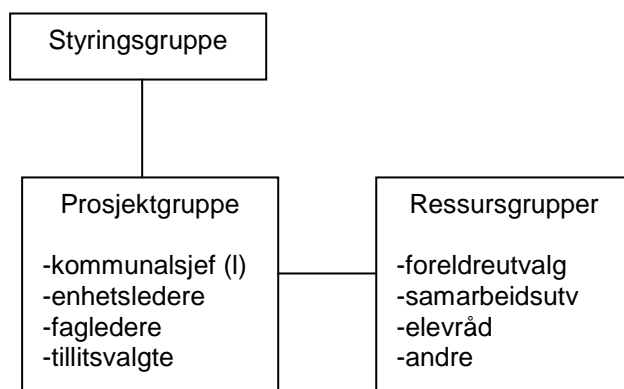 Styringsgruppe
Prosjektgruppe
-kommunalsjef (l)
-enhetsledere
-fagledere
-tillitsvalgte
Ressursgrupper
-foreldreutvalg
-samarbeidsutv
-elevråd
-andre